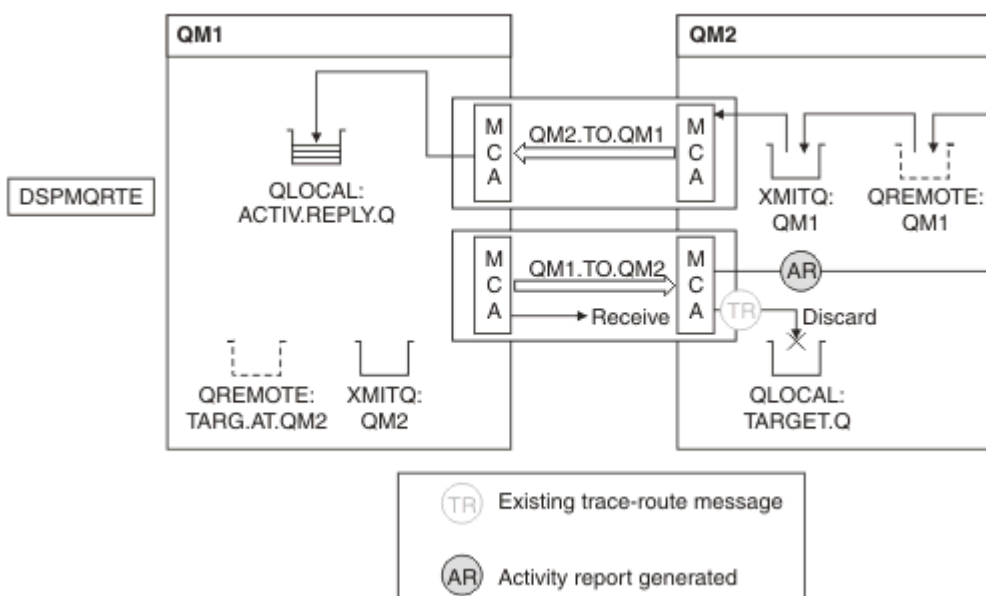 QM1
QM2
M
C
A
QM2.TO.QM1
M
C
A
DSPMQRTE
QLOCAL:
ACTIV.REPLY.Q
XMITQ:
QM1
QREMOTE:
QM1
M
C
A
QM1.TO.QM2
Receive
M
C
A
AR
TR
Discard
QREMOTE:
TARG.AT.QM2
XMITQ:
QM2
QLOCAL:
TARGET.Q
TR Existing trace-route message
AR Activity report generated